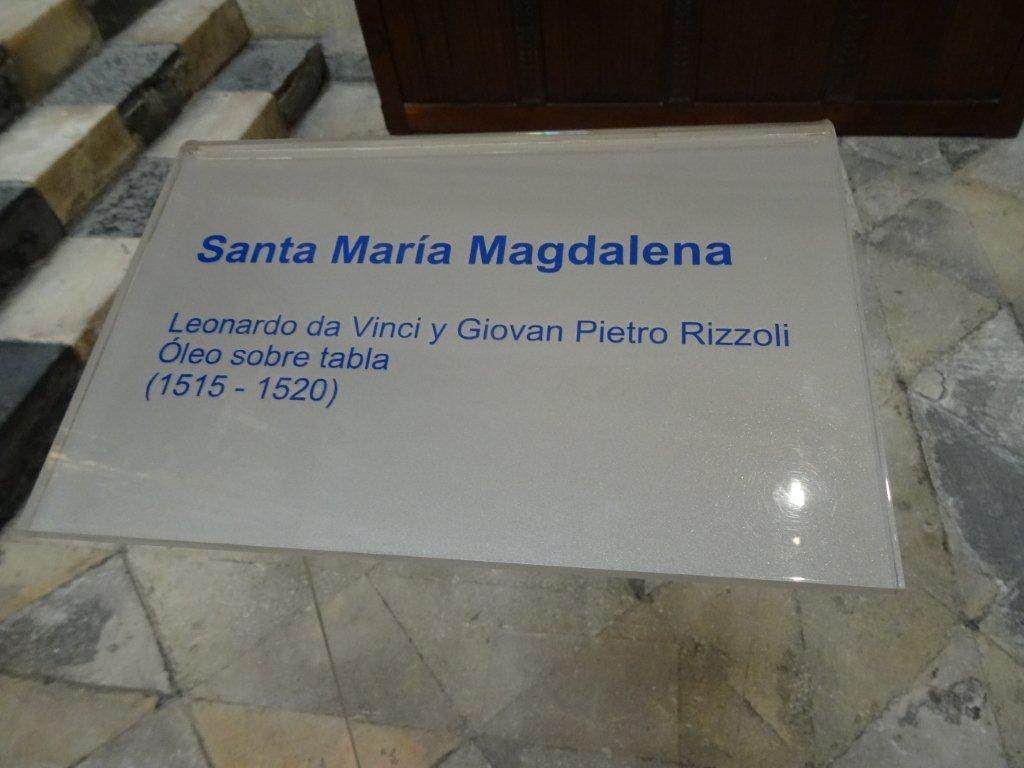 Santa María Magdalena
Leonardo da Vinci y Giovan Pietro Rizzoli
Óleo sobre tabla
(1515 - 1520)